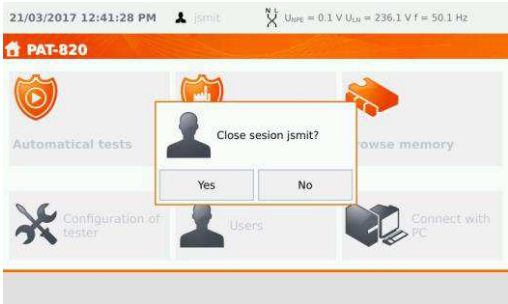 21/03/2017 12:41:28 PM jsmit N L UNPE = 0.1 V ULN = 236.1 V f = 50.1 Hz
PAT-820
Close sesion jsmit?
Automatical tests
rowse memory
Yes No
Configuration of
tester
Users
Connect with
PC